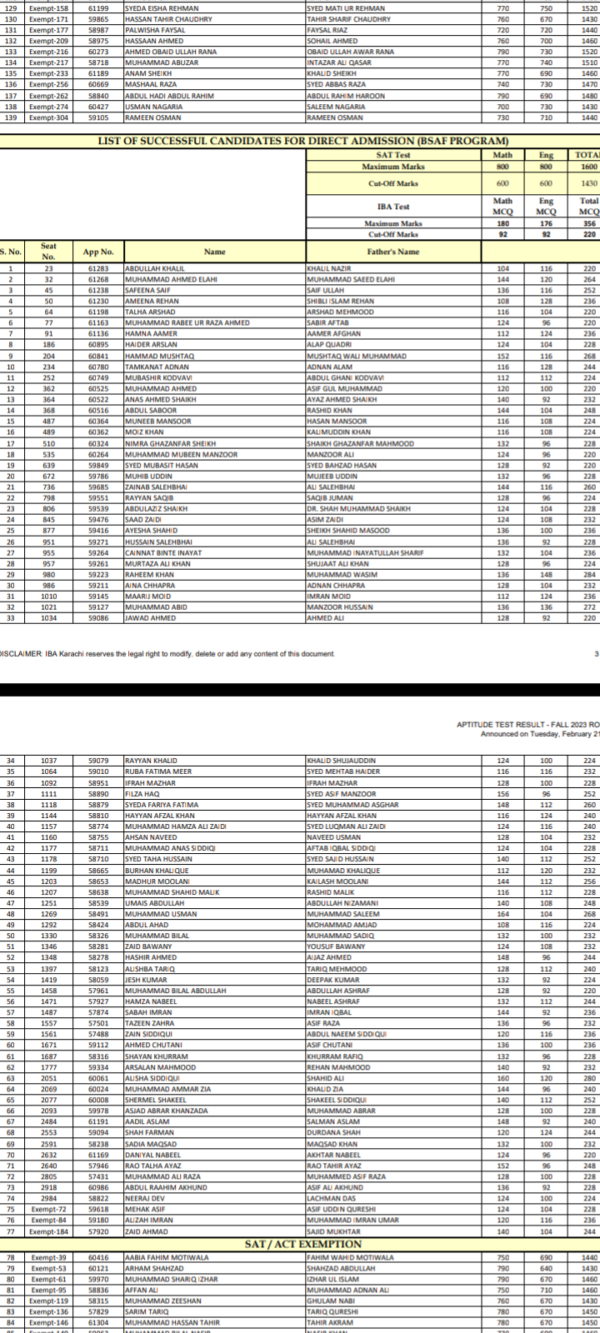 129 Exempt-158 61199 SYEDA EISHA REHMAN SYED MATI UR REHMAN 770 750 1520
130 Exempt-171 59865 HASSAN TAHIR CHAUDHRY TAHIR SHARIF CHAUDHRY 760 670 1430
131 Exempt-177 58987 PALWISHA FAYSAL FAYSAL RIAZ 720 720 1440
132 Exempt-209 58975 HASSAAN AHMED SOHAIL AHMED 760 700 1460
133 Exempt-216 60273 AHMED OBAID ULLAH RANA OBAID ULLAH AWAR RANA 790 730 1520
134 Exempt-217 58718 MUHAMMAD ABUZAR INTAZAR ALI QASAR 770 740 1510
135 Exempt-233 61189 ANAM SHEIKH KHALID SHEIKH 770 690 1460
136 Exempt-256 60669 MASHAAL RAZA SYED ABBAS RAZA 740 730 1470
137 Exempt-262 58840 ABDUL HADI ABDUL RAHIM ABDUL RAHIM HAROON 790 690 1480
138 Exempt-274 60427 USMAN NAGARIA SALEEM NAGARIA 700 730 1430
139 Exempt-304 59105 RAMEEN OSMAN RAMEEN OSMAN 730 710 1440
LIST OF SUCCESSFUL CANDIDATES FOR DIRECT ADMISSION (BSAF PROGRAM)
SAT Test Math Eng TOTAL
Maximum Marks 800 800 1600
Cut-Off Marks 600 600 1430
IBA Test Math MCQ Eng MCQ Total MCQ
Maximum Marks 180 176 356
Cut-Off Marks 92 92 220
S. No. Seat No. App No. Name Father's Name
1 23 61283 ABDULLAH KHALIL KHALIL NAZIR 104 116 220
2 32 61268 MUHAMMAD AHMED ELAHI MUHAMMAD SAEED ELAHI 144 120 264
3 45 61238 SAFEENA SAIF SAIF ULLAH 136 116 252
4 50 61230 AMEENA REHAN SHIBLI ISLAM REHAN 108 128 236
5 64 61198 TALHA ARSHAD ARSHAD MEHMOOD 116 104 220
6 77 61163 MUHAMMAD RABEE UR RAZA AHMED SABIR AFTAB 124 96 220
7 91 61136 HAMNA AAMER AAMER AFGHAN 112 124 236
8 186 60895 HAIDER ARSLAN ALAP QUADRI 124 104 228
9 204 60841 HAMMAD MUSHTAQ MUSHTAQ WALI MUHAMMAD 152 116 268
10 234 60780 TAMKANAT ADNAN ADNAN ALAM 116 128 244
11 252 60749 MUBASHIR KODVAVI ABDUL GHANI KODVAVI 112 112 224
12 362 60525 MUHAMMAD AHMED ASIF GUL MUHAMMAD 120 100 220
13 364 60522 ANAS AHMED SHAIKH AYAZ AHMED SHAIKH 140 92 232
14 368 60516 ABDUL SABOOR RASHID KHAN 144 104 248
15 487 60364 MUNEEB MANSOOR HASAN MANSOOR 116 108 224
16 489 60362 MOIZ KHAN KALIMUDDIN KHAN 116 108 224
17 510 60324 NIMRA GHAZANFAR SHEIKH SHAIKH GHAZANFAR MAHMOOD 132 96 228
18 535 60264 MUHAMMAD MUBEEN MANZOOR MANZOOR ALI 124 96 220
19 639 59849 SYED MUBASIT HASAN SYED BAHZAD HASAN 128 92 220
20 672 59786 MUHIB UDDIN MUJEEB UDDIN 132 96 228
21 736 59685 ZAINAB SALEHBHAI ALI SALEHBHAI 144 116 260
22 798 59551 RAYYAN SAQIB SAQIB JUMAN 128 96 224
23 806 59539 ABDULAZIZ SHAIKH DR. SHAH MUHAMMAD SHAIKH 124 104 228
24 845 59476 SAAD ZAIDI ASIM ZAIDI 124 108 232
25 877 59416 AYESHA SHAHID SHEIKH SHAHID MASOOD 136 100 236
26 951 59271 HUSSAIN SALEHBHAI ALI SALEHBHAI 136 92 228
27 955 59264 CAINNAT BINTE INAYAT MUHAMMAD INAYATULLAH SHARIF 132 104 236
28 957 59261 MURTAZA ALI KHAN SHUJAAT ALI KHAN 128 96 224
29 980 59223 RAHEEM KHAN MUHAMMAD WASIM 136 148 284
30 986 59211 AINA CHHAPRA ADNAN CHHAPRA 128 104 232
31 1010 59145 MAARIJ MOID IMRAN MOID 112 124 236
32 1021 59127 MUHAMMAD ABID MANZOOR HUSSAIN 136 136 272
33 1034 59086 JAWAD AHMED AHMED ALI 128 92 220
DISCLAIMER: IBA Karachi reserves the legal right to modify, delete or add any content of this document 3
APTITUDE TEST RESULT - FALL 2023 RO
Announced on Tuesday, February 21
34 1037 59079 RAYYAN KHALID KHALID SHUJAUDDIN 124 100 224
35 1064 59010 RUBA FATIMA MEER SYED MEHTAB HAIDER 116 116 232
36 1092 58951 IFRAH MAZHAR IFRAH MAZHAR 128 100 228
37 1111 58890 FILZA HAQ SYED ASIF MANZOOR 156 96 252
38 1118 58879 SYEDA FARIYA FATIMA SYED MUHAMMAD ASGHAR 148 112 260
39 1144 58810 HAYYAN AFZAL KHAN HAYYAN AFZAL KHAN 116 124 240
40 1157 58774 MUHAMMAD HAMZA ALI ZAIDI SYED LUQMAN ALI ZAIDI 124 116 240
41 1160 58755 AHSAN NAVEED NAVEED USMAN 128 104 232
42 1177 58711 MUHAMMAD ANAS SIDDIQI AFTAB IQBAL SIDDIQI 124 104 228
43 1178 58710 SYED TAHA HUSSAIN SYED SAJID HUSSAIN 140 112 252
44 1199 58665 BURHAN KHALIQUE MUHAMAD KHALIQUE 112 120 232
45 1203 58653 MADHUR MOOLANI KAILASH MOOLANI 144 112 256
46 1207 58638 MUHAMMAD SHAHID MALIK RASHID MALIK 116 112 228
47 1251 58539 UMAIS ABDULLAH ABDULLAH NIZAMANI 140 108 248
48 1269 58491 MUHAMMAD USMAN MUHAMMAD SALEEM 164 104 268
49 1292 58424 ABDUL AHAD MOHAMMAD AMJAD 108 116 224
50 1330 58326 MUHAMMAD BILAL MUHAMMAD SADIQ 132 100 232
51 1346 58281 ZAID BAWANY YOUSUF BAWANY 124 108 232
52 1348 58278 HASHIR AHMED AIJAZ AHMED 148 96 244
53 1397 58123 ALISHBA TARIQ TARIQ MEHMOOD 128 112 240
54 1419 58059 JESH KUMAR DEEPAK KUMAR 132 92 224
55 1458 57961 MUHAMMAD BILAL ABDULLAH ABDULLAH ASHRAF 128 92 220
56 1471 57927 HAMZA NABEEL NABEEL ASHRAF 132 112 244
57 1487 57874 SABAH IMRAN IMRAN IQBAL 144 92 236
58 1557 57501 TAZEEN ZAHRA ASIF RAZA 136 96 232
59 1561 57488 ZAIN SIDDIQUI ABDUL NAEEM SIDDIQUI 120 116 236
60 1671 59112 AHMED CHUTANI ASIF CHUTANI 136 100 236
61 1687 58316 SHAYAN KHURRAM KHURRAM RAFIQ 132 96 228
62 1777 59334 ARSALAN MAHMOOD REHAN MAHMOOD 140 92 232
63 2051 60061 ALISHA SIDDIQUI SHAHID ALI 160 120 280
64 2069 60024 MUHAMMAD AMMAR ZIA KHALID ZIA 144 96 240
65 2077 60008 SHERMEL SHAKEEL SHAKEEL SIDDIQUI 140 112 252
66 2093 59978 ASJAD ABRAR KHANZADA MUHAMMAD ABRAR 128 100 228
67 2484 61191 AADIL ASLAM SALMAN ASLAM 148 92 240
68 2553 59094 SHAH FARMAN DURDANA SHAH 120 124 244
69 2591 58238 SADIA MAQSAD MAQSAD KHAN 132 100 232
70 2632 61169 DANIYAL NABEEL AKHTAR NABEEL 124 96 220
71 2640 57946 RAO TALHA AYAZ RAO TAHIR AYAZ 152 96 248
72 2805 57431 MUHAMMAD ALI RAZA MUHAMMED ASIF RAZA 128 100 228
73 2918 60986 ABDUL RAAHIM AKHUND ASIF ALI AKHUND 136 92 228
74 2984 58822 NEERAJ DEV LACHMAN DAS 124 100 224
75 Exempt-72 59618 MEHAK ASIF ASIF UDDIN QURESHI 124 104 228
76 Exempt-84 59180 ALIZAH IMRAN MUHAMMAD IMRAN UMAR 120 116 236
77 Exempt-184 57920 ZAID AHMAD SAJID MUKHTAR 140 104 244
SAT / ACT EXEMPTION
78 Exempt-39 60416 AABIA FAHIM MOTIWALA FAHIM WAHID MOTIWALA 750 690 1440
79 Exempt-53 60121 ARHAM SHAHZAD SHAHZAD ABDULLAH 790 640 1430
80 Exempt-61 59970 MUHAMMAD SHARIQ IZHAR IZHAR UL ISLAM 790 670 1460
81 Exempt-95 58836 AFFAN ALI MUHAMMAD ADNAN ALI 750 710 1460
82 Exempt-119 58315 MUHAMMAD ZEESHAN GHULAM NABI 760 670 1430
83 Exempt-136 57829 SARIM TARIQ TARIQ QURESHI 780 670 1450
84 Exempt-146 61304 MUHAMMAD HASSAN TAHIR TAHIR AKRAM 780 670 1450